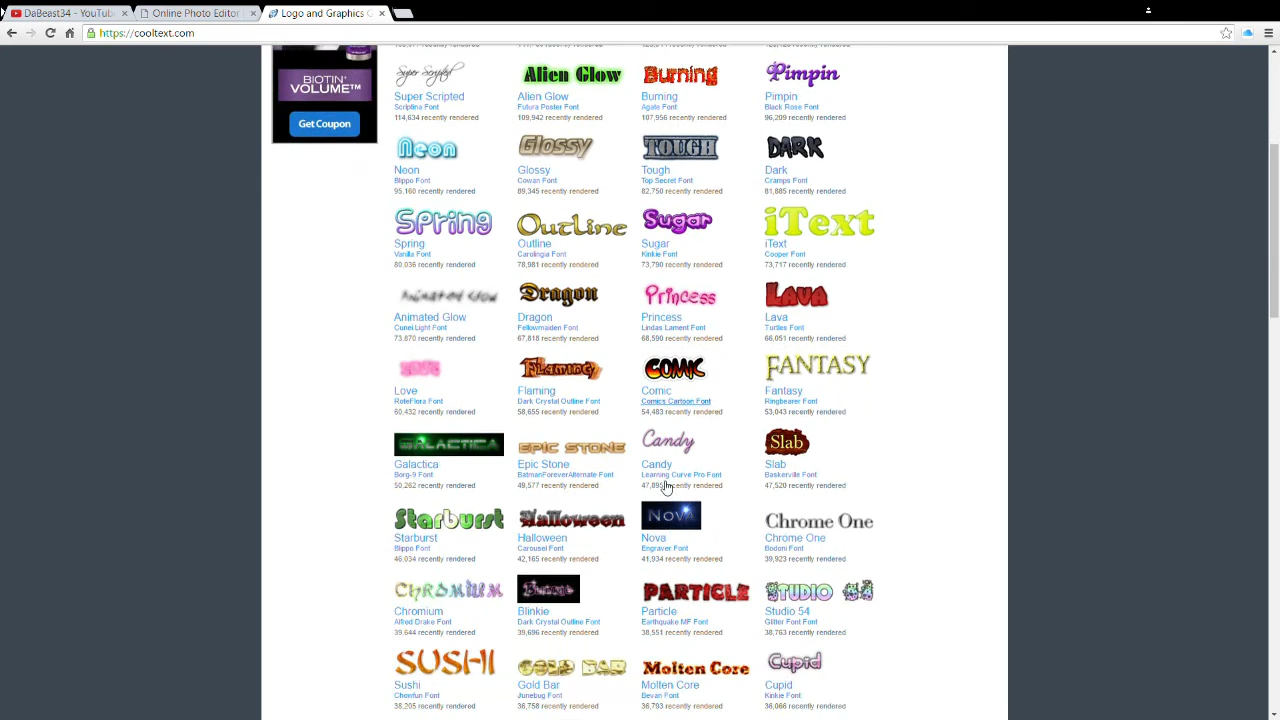 DaBeast34 - YouTube
Online Photo Editor
Logo and Graphics G
https://cooltext.com
BIOTIN®
VOLUME™
Get Coupon
Super Scripted
Alien Glow
Burning
Pimpin
Super Scripted
Alien Glow
Burning
Pimpin
Scriptina Font
Futura Poster Font
Agate Font
Black Rose Font
114,634 recently rendered
109,942 recently rendered
107,956 recently rendered
96,209 recently rendered
Neon
Glossy
TOUGH
DARK
Neon
Glossy
Tough
Dark
Blippo Font
Cowan Font
Top Secret Font
Cramps Font
95,160 recently rendered
89,345 recently rendered
82,750 recently rendered
81,885 recently rendered
Spring
Outline
Sugar
iText
Spring
Outline
Sugar
iText
Vanilla Font
Carolingia Font
Kinkie Font
Cooper Font
80,036 recently rendered
78,981 recently rendered
73,790 recently rendered
73,717 recently rendered
Animated Glow
Dragon
Princess
LAVA
Animated Glow
Dragon
Princess
Lava
Cunei Light Font
Fellowmaiden Font
Lindas Lament Font
Turtles Font
73,870 recently rendered
67,818 recently rendered
68,590 recently rendered
66,051 recently rendered
Love
Flaming
COMIC
FANTASY
Love
Flaming
Comic
Fantasy
RoteFlora Font
Dark Crystal Outline Font
Comics Cartoon Font
Ringbearer Font
60,432 recently rendered
58,655 recently rendered
54,483 recently rendered
53,043 recently rendered
GALACTICA
EPIC STONE
Candy
Slab
Galactica
Epic Stone
Candy
Slab
Borg-9 Font
BatmanForeverAlternate Font
Learning Curve Pro Font
Baskerville Font
50,262 recently rendered
49,577 recently rendered
47,895 recently rendered
47,520 recently rendered
Starburst
Halloween
NOVA
Chrome One
Starburst
Halloween
Nova
Chrome One
Blippo Font
Carousel Font
Engraver Font
Bodoni Font
46,034 recently rendered
42,165 recently rendered
41,934 recently rendered
39,923 recently rendered
CHROMIUM
Blinkie
PARTICLE
STUDIO 54
Chromium
Blinkie
Particle
Studio 54
Alfred Drake Font
Dark Crystal Outline Font
Earthquake MF Font
Glitter Font Font
39,644 recently rendered
39,696 recently rendered
38,551 recently rendered
38,763 recently rendered
SUSHI
GOLD BAR
Molten Core
Cupid
Sushi
Gold Bar
Molten Core
Cupid
Chowfun Font
Junebug Font
Bevan Font
Kinkie Font
38,205 recently rendered
36,758 recently rendered
36,793 recently rendered
36,066 recently rendered